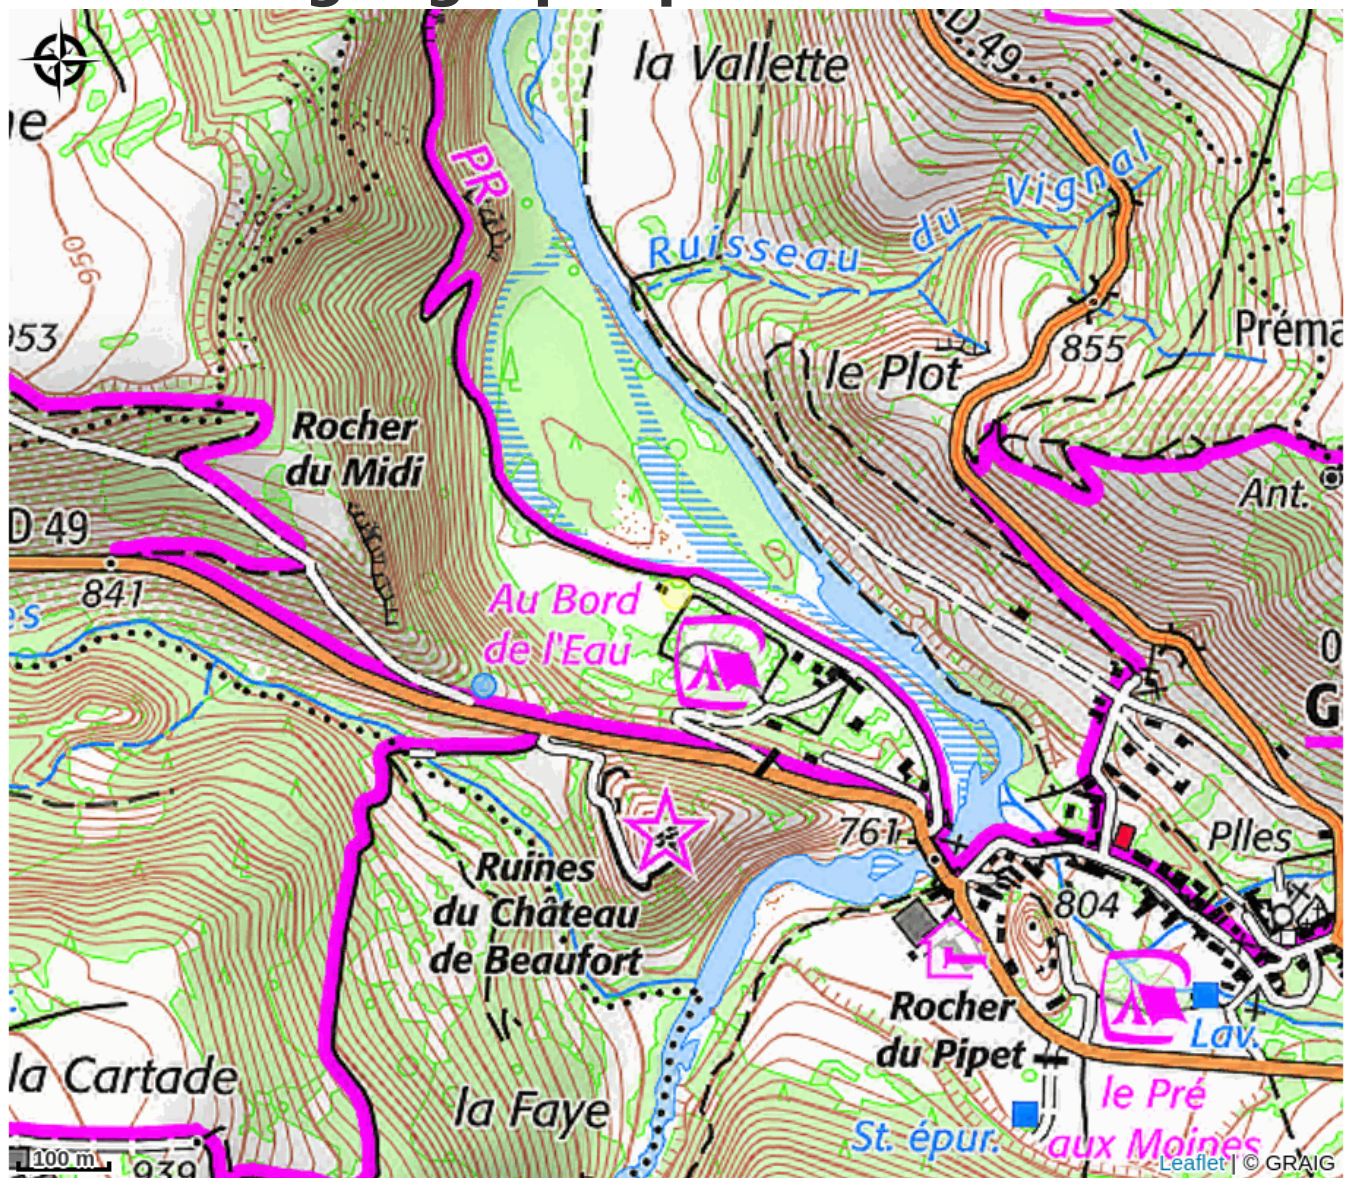 D 49
la Vallette
PR
Vignal
du
Ruisseau
950
953
855
le Plot
Rocher
du Midi
Ant.
D 49
841
Au Bord
de l'Eau
G
761
Plles
Ruines
du Château
de Beaufort
804
Rocher
du Pipet
Lav.
la Cartade
la Faye
le Pré
aux Moines
St. épur.
939
100 m
Leaflet | © GRAIG